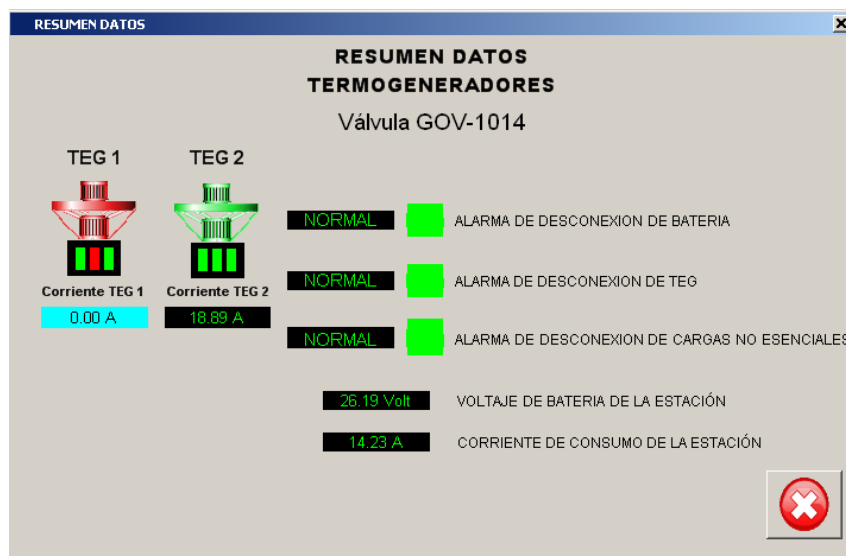 RESUMEN DATOS
RESUMEN DATOS
TERMOGENERADORES
Válvula GOV-1014
TEG 1 TEG 2
NORMAL ALARMA DE DESCONEXION DE BATERIA
NORMAL ALARMA DE DESCONEXION DE TEG
Corriente TEG 1 Corriente TEG 2
0.00 A 18.89 A
NORMAL ALARMA DE DESCONEXION DE CARGAS NO ESENCIALES
26.19 Volt VOLTAJE DE BATERIA DE LA ESTACIÓN
14.23 A CORRIENTE DE CONSUMO DE LA ESTACIÓN